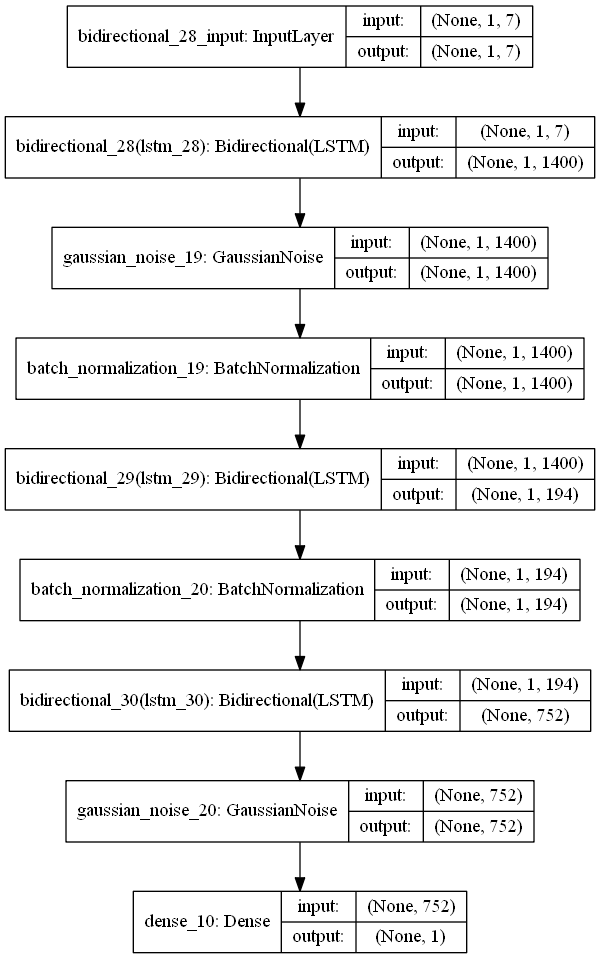 bidirectional_28_input: InputLayer
input: (None, 1, 7)
output: (None, 1, 7)
bidirectional_28(lstm_28): Bidirectional(LSTM)
input: (None, 1, 7)
output: (None, 1, 1400)
gaussian_noise_19: GaussianNoise
input: (None, 1, 1400)
output: (None, 1, 1400)
batch_normalization_19: BatchNormalization
input: (None, 1, 1400)
output: (None, 1, 1400)
bidirectional_29(lstm_29): Bidirectional(LSTM)
input: (None, 1, 1400)
output: (None, 1, 194)
batch_normalization_20: BatchNormalization
input: (None, 1, 194)
output: (None, 1, 194)
bidirectional_30(lstm_30): Bidirectional(LSTM)
input: (None, 1, 194)
output: (None, 752)
gaussian_noise_20: GaussianNoise
input: (None, 752)
output: (None, 752)
dense_10: Dense
input: (None, 752)
output: (None, 1)